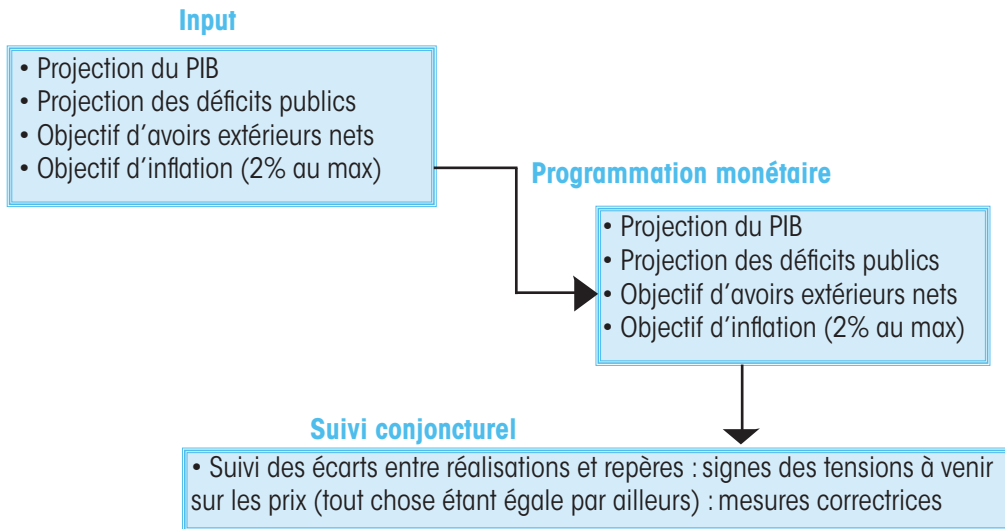 Input
• Projection du PIB
• Projection des déficits publics
• Objectif d'avoirs extérieurs nets
• Objectif d'inflation (2% au max)
Programmation monétaire
• Projection du PIB
• Projection des déficits publics
• Objectif d'avoirs extérieurs nets
• Objectif d'inflation (2% au max)
Suivi conjoncturel
• Suivi des écarts entre réalisations et repères : signes des tensions à venir
sur les prix (tout chose étant égale par ailleurs) : mesures correctrices